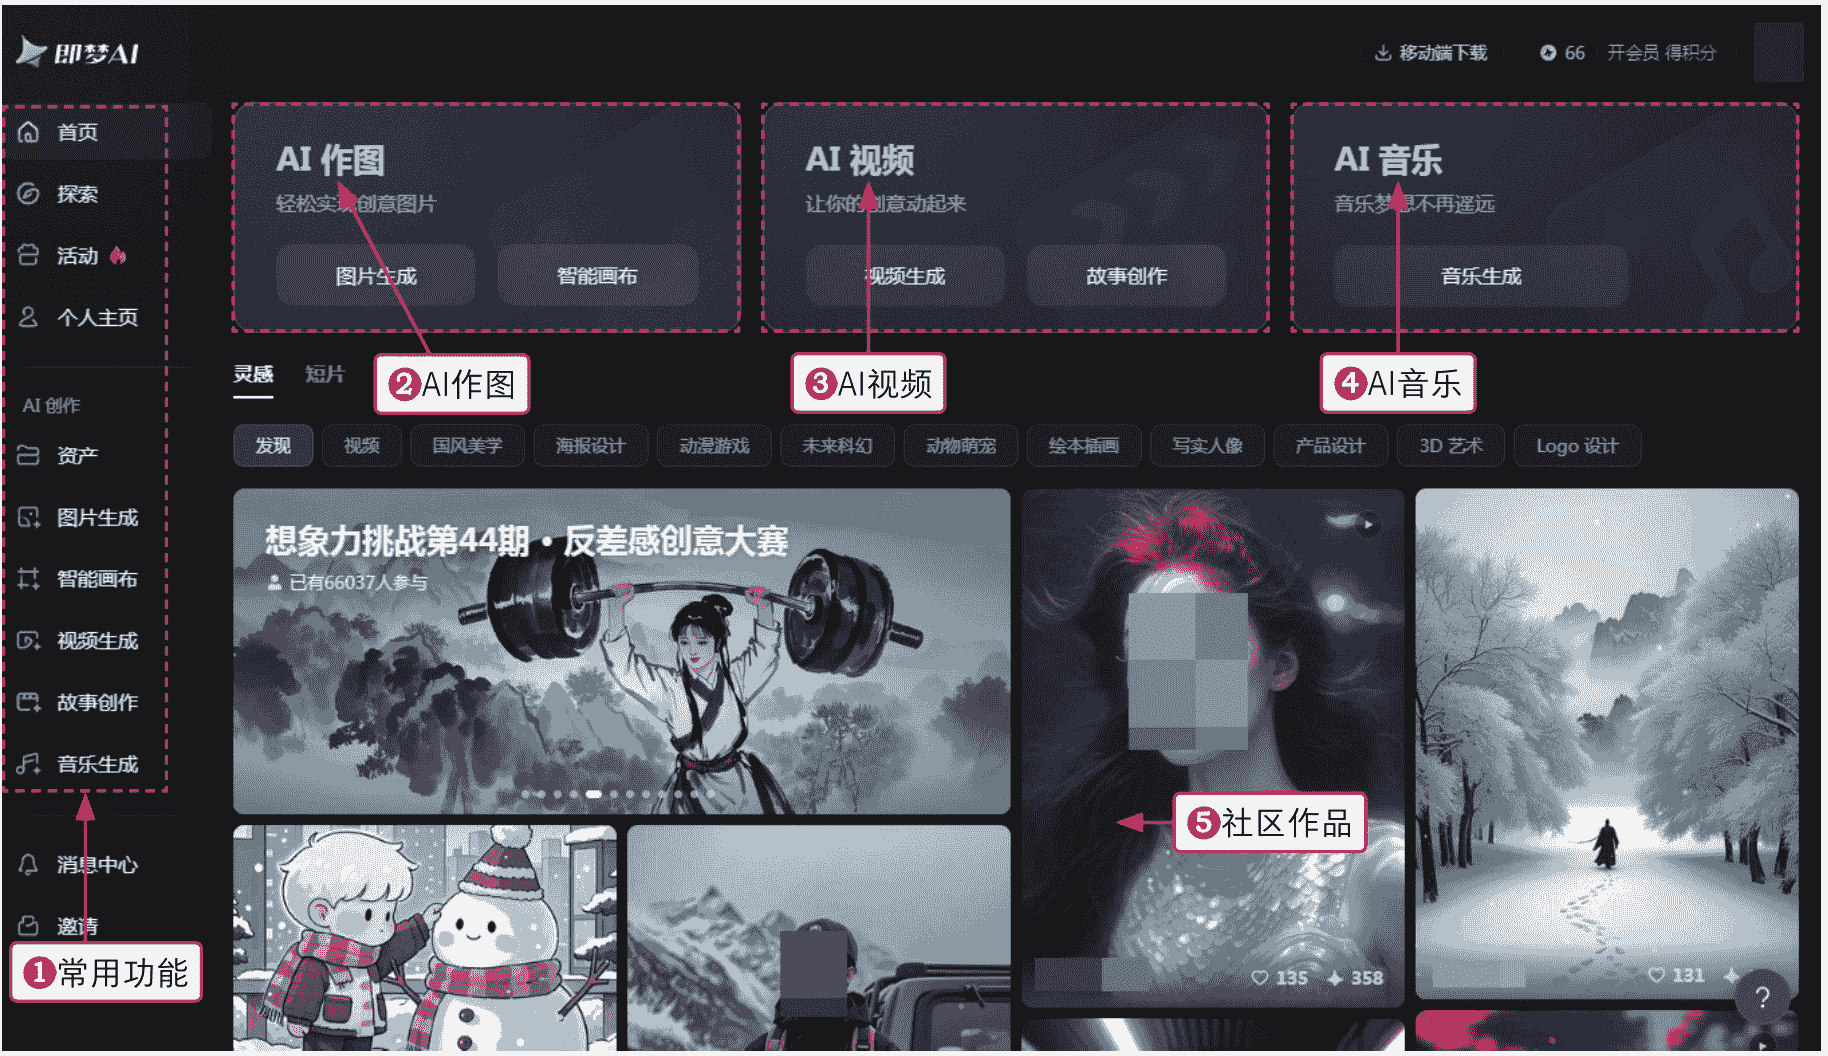 即梦AI
移动端下载
66
开会员 得积分
首页
探索
活动
个人主页
AI 创作
资产
图片生成
智能画布
视频生成
故事创作
音乐生成
消息中心
邀请
❶常用功能
AI 作图
轻松实现创意图片
图片生成
智能画布
❷AI作图
AI 视频
让你的创意动起来
视频生成
故事创作
❸AI视频
AI 音乐
音乐梦想不再遥远
音乐生成
❹AI音乐
灵感
短片
发现
视频
国风美学
海报设计
动漫游戏
未来科幻
动物萌宠
绘本插画
写实人像
产品设计
3D 艺术
Logo 设计
想象力挑战第44期 • 反差感创意大赛
已有66037人参与
❺社区作品
135
358
131
?